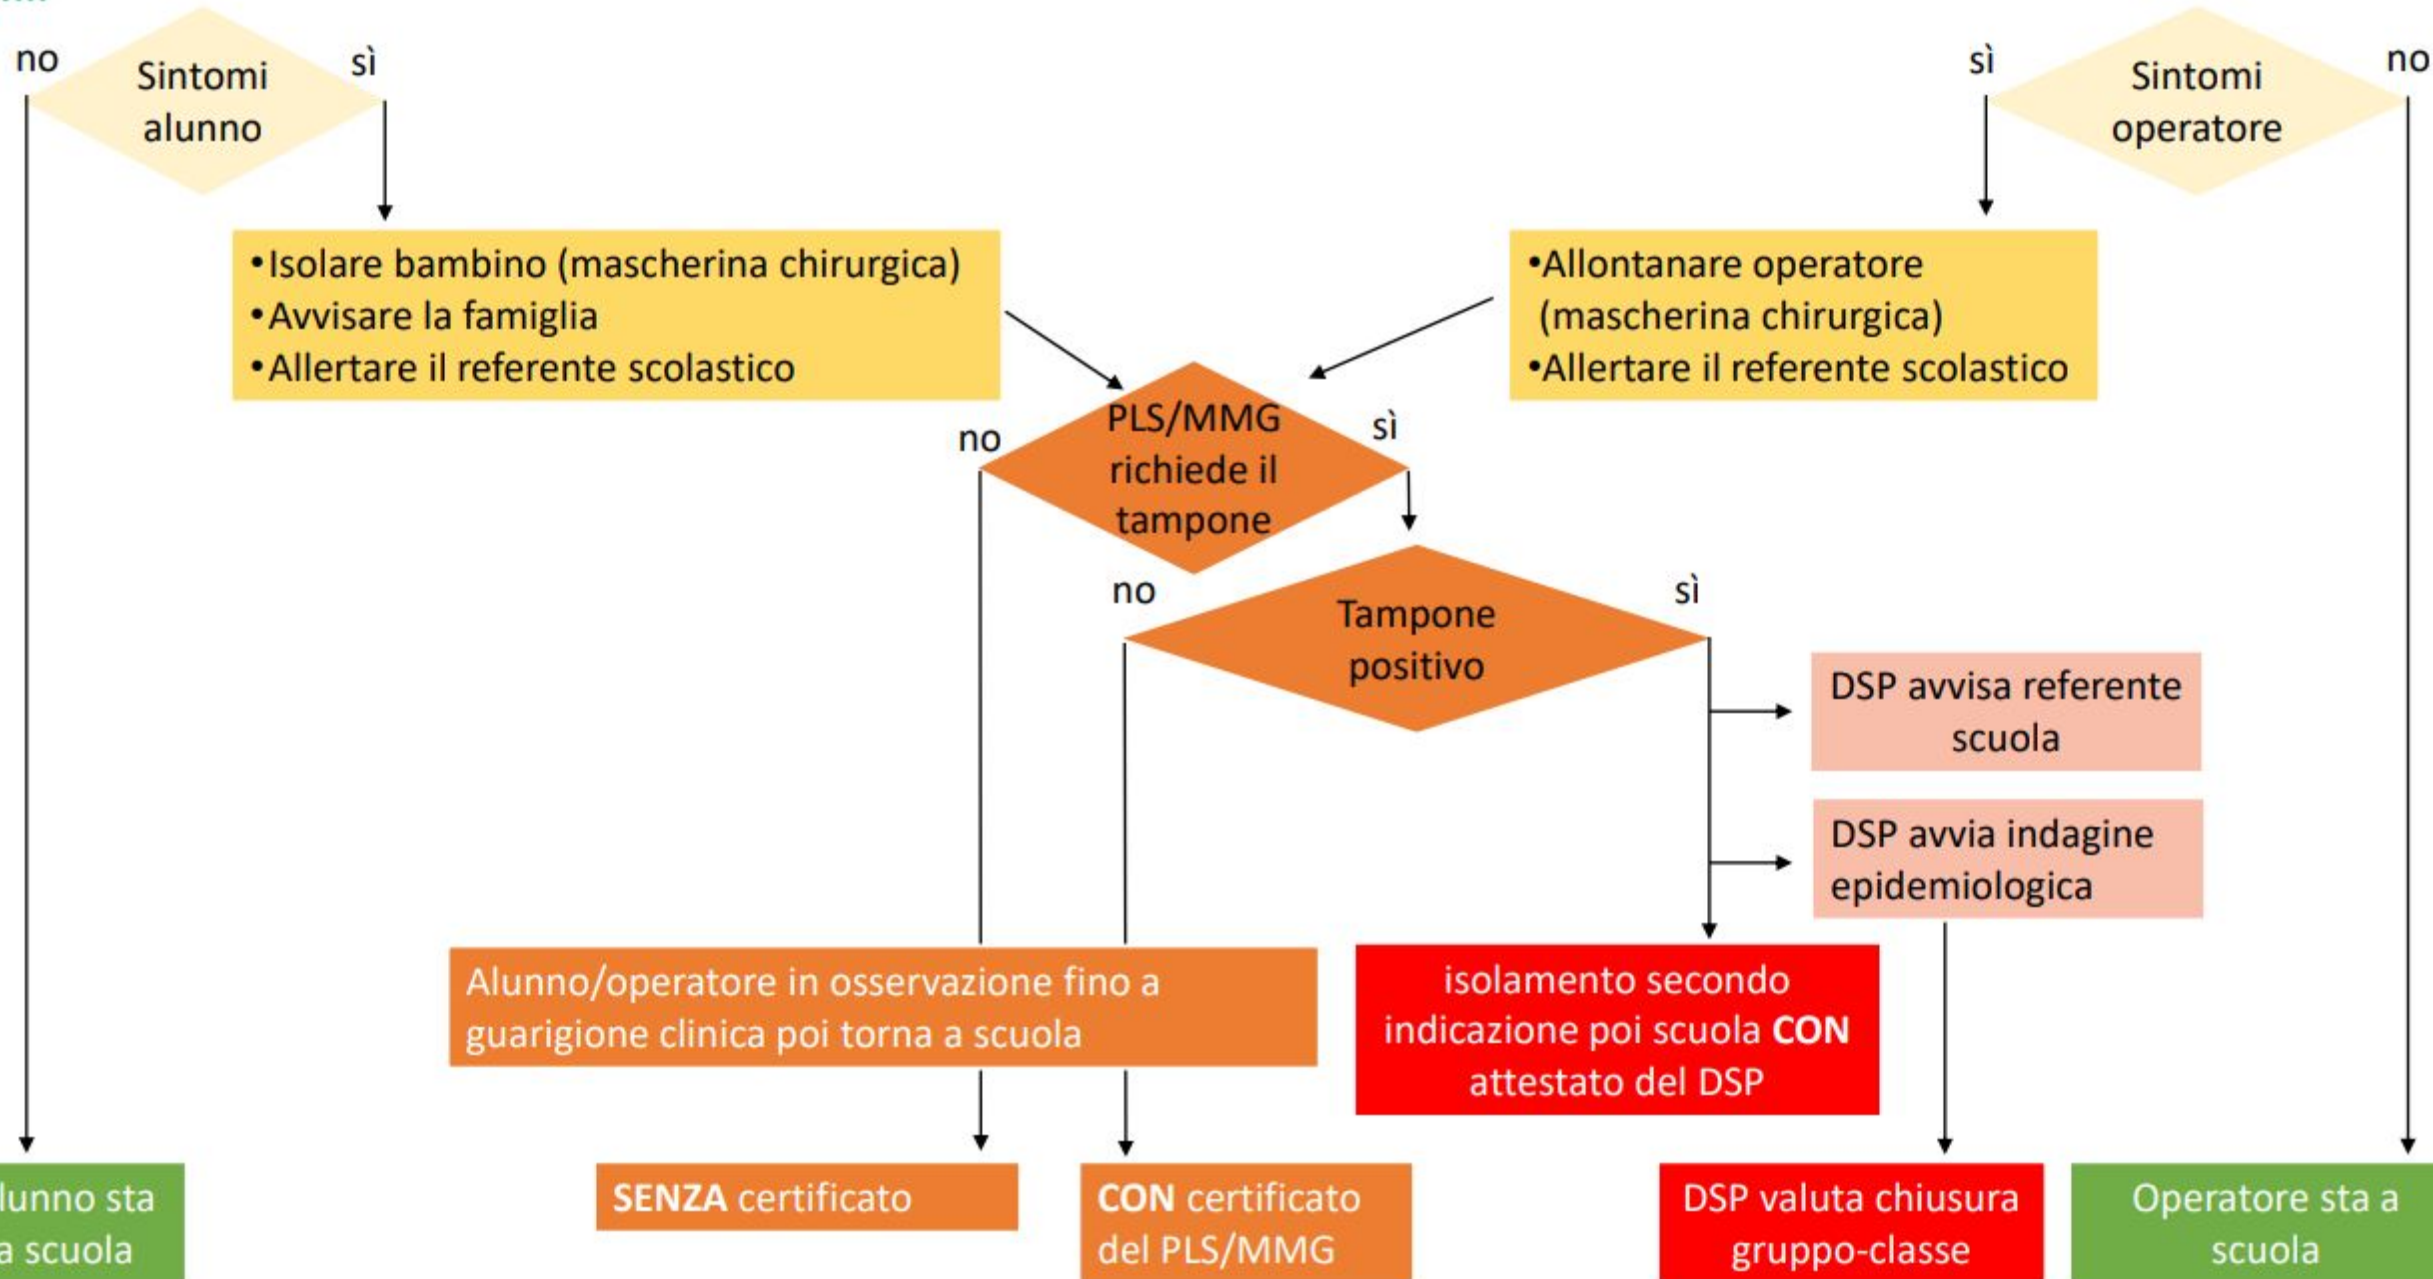 no
Sintomi
alunno
sì
sì
Sintomi
operatore
no
•Isolare bambino (mascherina chirurgica)
•Avvisare la famiglia
•Allertare il referente scolastico
•Allontanare operatore
(mascherina chirurgica)
•Allertare il referente scolastico
no
PLS/MMG
richiede il
tampone
sì
no
Tampone
positivo
sì
DSP avvisa referente
scuola
DSP avvia indagine
epidemiologica
Alunno/operatore in osservazione fino a
guarigione clinica poi torna a scuola
isolamento secondo
indicazione poi scuola CON
attestato del DSP
lunno sta
a scuola
SENZA certificato
CON certificato
del PLS/MMG
DSP valuta chiusura
gruppo-classe
Operatore sta a
scuola